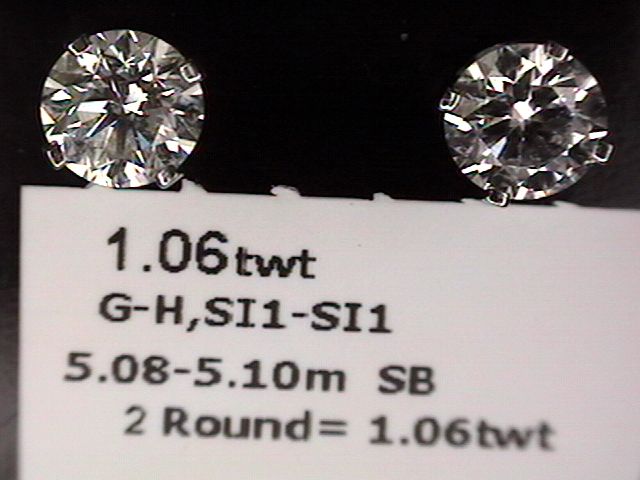 1.06twt
G-H,SI1-SI1
5.08-5.10m SB
2 Round= 1.06twt